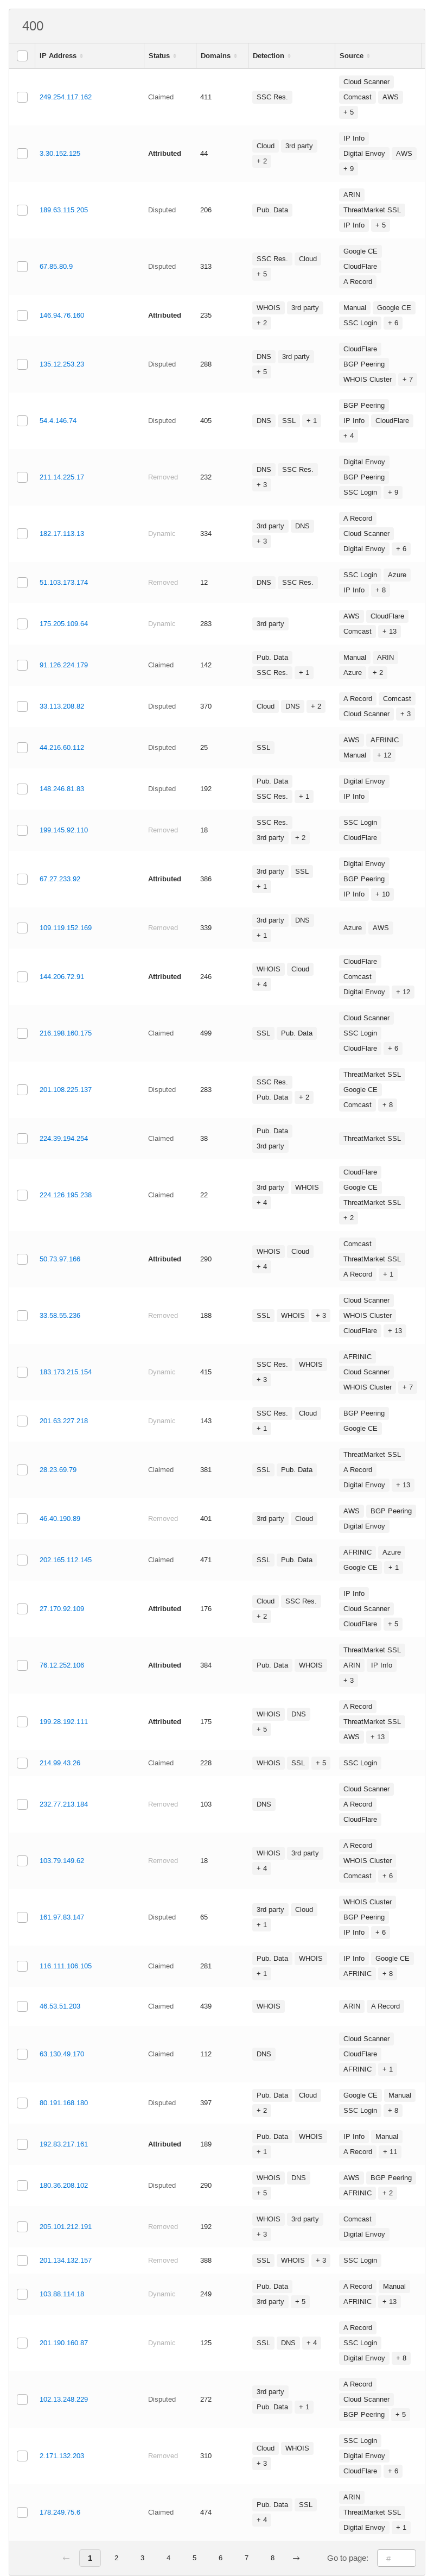 400
IP Address Status Domains Detection Source
249.254.117.162 Claimed 411 SSC Res. Cloud Scanner Comcast AWS + 5
3.30.152.125 Attributed 44 Cloud 3rd party + 2 IP Info Digital Envoy AWS + 9
189.63.115.205 Disputed 206 Pub. Data ARIN ThreatMarket SSL IP Info + 5
67.85.80.9 Disputed 313 SSC Res. Cloud + 5 Google CE CloudFlare A Record
146.94.76.160 Attributed 235 WHOIS 3rd party + 2 Manual Google CE SSC Login + 6
135.12.253.23 Disputed 288 DNS 3rd party + 5 CloudFlare BGP Peering WHOIS Cluster + 7
54.4.146.74 Disputed 405 DNS SSL + 1 BGP Peering IP Info CloudFlare + 4
211.14.225.17 Removed 232 DNS SSC Res. + 3 Digital Envoy BGP Peering SSC Login + 9
182.17.113.13 Dynamic 334 3rd party DNS + 3 A Record Cloud Scanner Digital Envoy + 6
51.103.173.174 Removed 12 DNS SSC Res. SSC Login Azure IP Info + 8
175.205.109.64 Dynamic 283 3rd party AWS CloudFlare Comcast + 13
91.126.224.179 Claimed 142 Pub. Data SSC Res. + 1 Manual ARIN Azure + 2
33.113.208.82 Disputed 370 Cloud DNS + 2 A Record Comcast Cloud Scanner + 3
44.216.60.112 Disputed 25 SSL AWS AFRINIC Manual + 12
148.246.81.83 Disputed 192 Pub. Data SSC Res. + 1 Digital Envoy IP Info
199.145.92.110 Removed 18 SSC Res. 3rd party + 2 SSC Login CloudFlare
67.27.233.92 Attributed 386 3rd party SSL + 1 Digital Envoy BGP Peering IP Info + 10
109.119.152.169 Removed 339 3rd party DNS + 1 Azure AWS
144.206.72.91 Attributed 246 WHOIS Cloud + 4 CloudFlare Comcast Digital Envoy + 12
216.198.160.175 Claimed 499 SSL Pub. Data Cloud Scanner SSC Login CloudFlare + 6
201.108.225.137 Disputed 283 SSC Res. Pub. Data + 2 ThreatMarket SSL Google CE Comcast + 8
224.39.194.254 Claimed 38 Pub. Data 3rd party ThreatMarket SSL
224.126.195.238 Claimed 22 3rd party WHOIS + 4 CloudFlare Google CE ThreatMarket SSL + 2
50.73.97.166 Attributed 290 WHOIS Cloud + 4 Comcast ThreatMarket SSL A Record + 1
33.58.55.236 Removed 188 SSL WHOIS + 3 Cloud Scanner WHOIS Cluster CloudFlare + 13
183.173.215.154 Dynamic 415 SSC Res. WHOIS + 3 AFRINIC Cloud Scanner WHOIS Cluster + 7
201.63.227.218 Dynamic 143 SSC Res. Cloud + 1 BGP Peering Google CE
28.23.69.79 Claimed 381 SSL Pub. Data ThreatMarket SSL A Record Digital Envoy + 13
46.40.190.89 Removed 401 3rd party Cloud AWS BGP Peering Digital Envoy
202.165.112.145 Claimed 471 SSL Pub. Data AFRINIC Azure Google CE + 1
27.170.92.109 Attributed 176 Cloud SSC Res. + 2 IP Info Cloud Scanner CloudFlare + 5
76.12.252.106 Attributed 384 Pub. Data WHOIS ThreatMarket SSL ARIN IP Info + 3
199.28.192.111 Attributed 175 WHOIS DNS + 5 A Record ThreatMarket SSL AWS + 13
214.99.43.26 Claimed 228 WHOIS SSL + 5 SSC Login
232.77.213.184 Removed 103 DNS Cloud Scanner A Record CloudFlare
103.79.149.62 Removed 18 WHOIS 3rd party + 4 A Record WHOIS Cluster Comcast + 6
161.97.83.147 Disputed 65 3rd party Cloud + 1 WHOIS Cluster BGP Peering IP Info + 6
116.111.106.105 Claimed 281 Pub. Data WHOIS + 1 IP Info Google CE AFRINIC + 8
46.53.51.203 Claimed 439 WHOIS ARIN A Record
63.130.49.170 Claimed 112 DNS Cloud Scanner CloudFlare AFRINIC + 1
80.191.168.180 Disputed 397 Pub. Data Cloud + 2 Google CE Manual SSC Login + 8
192.83.217.161 Attributed 189 Pub. Data WHOIS + 1 IP Info Manual A Record + 11
180.36.208.102 Disputed 290 WHOIS DNS + 5 AWS BGP Peering AFRINIC + 2
205.101.212.191 Removed 192 WHOIS 3rd party + 3 Comcast Digital Envoy
201.134.132.157 Removed 388 SSL WHOIS + 3 SSC Login
103.88.114.18 Dynamic 249 Pub. Data 3rd party + 5 A Record Manual AFRINIC + 13
201.190.160.87 Dynamic 125 SSL DNS + 4 A Record SSC Login Digital Envoy + 8
102.13.248.229 Disputed 272 3rd party Pub. Data + 1 A Record Cloud Scanner BGP Peering + 5
2.171.132.203 Removed 310 Cloud WHOIS + 3 SSC Login Digital Envoy CloudFlare + 6
178.249.75.6 Claimed 474 Pub. Data SSL + 4 ARIN ThreatMarket SSL Digital Envoy + 1
← 1 2 3 4 5 6 7 8 → Go to page: #